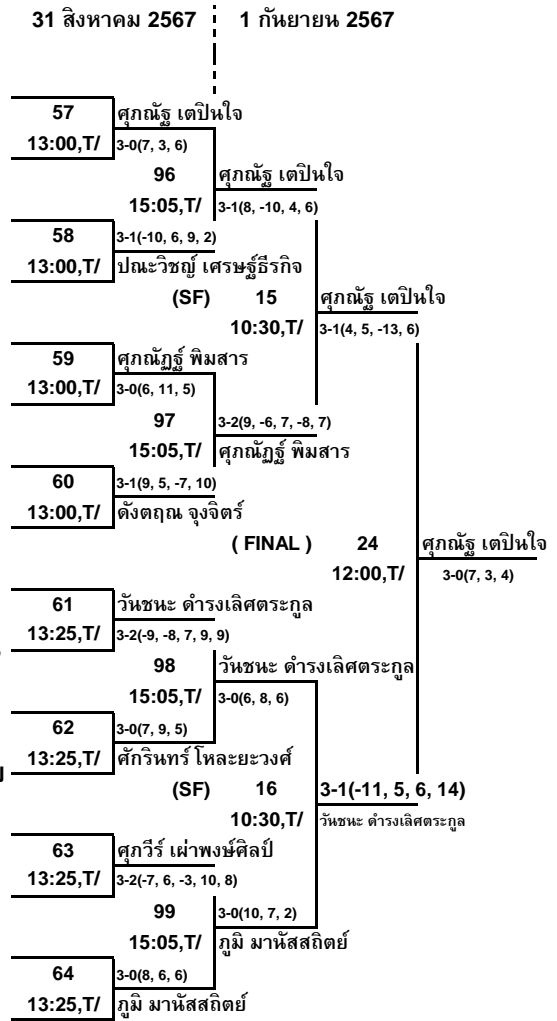 31 สิงหาคม 2567 1 กันยายน 2567
57 ศุภณัฐ เตปินใจ
13:00,T/ 3-0(7, 3, 6)
96 ศุภณัฐ เตปินใจ
15:05,T/ 3-1(8, -10, 4, 6)
58 3-1(-10, 6, 9, 2)
13:00,T/ ปณะวิชญ์ เศรษฐ์ธีรกิจ
(SF) 15 ศุภณัฐ เตปินใจ
10:30,T/ 3-1(4, 5, -13, 6)
59 ศุภณัฏฐ์ พิมสาร
13:00,T/ 3-0(6, 11, 5)
97 3-2(9, -6, 7, -8, 7)
15:05,T/ ศุภณัฏฐ์ พิมสาร
60 3-1(9, 5, -7, 10)
13:00,T/ ดังตฤณ จุงจิตร์
( FINAL ) 24 ศุภณัฐ เตปินใจ
12:00,T/ 3-0(7, 3, 4)
61 วันชนะ ดำรงเลิศตระกูล
13:25,T/ 3-2(-9, -8, 7, 9, 9)
98 วันชนะ ดำรงเลิศตระกูล
15:05,T/ 3-0(6, 8, 6)
62 3-0(7, 9, 5)
13:25,T/ ศักรินทร์ โหละยะวงศ์
(SF) 16 3-1(-11, 5, 6, 14)
10:30,T/ วันชนะ ดำรงเลิศตระกูล
63 ศุภวีร์ เผ่าพงษ์ศิลป์
13:25,T/ 3-2(-7, 6, -3, 10, 8)
99 3-0(10, 7, 2)
15:05,T/ ภูมิ มานัสสถิตย์
64 3-0(8, 6, 6)
13:25,T/ ภูมิ มานัสสถิตย์